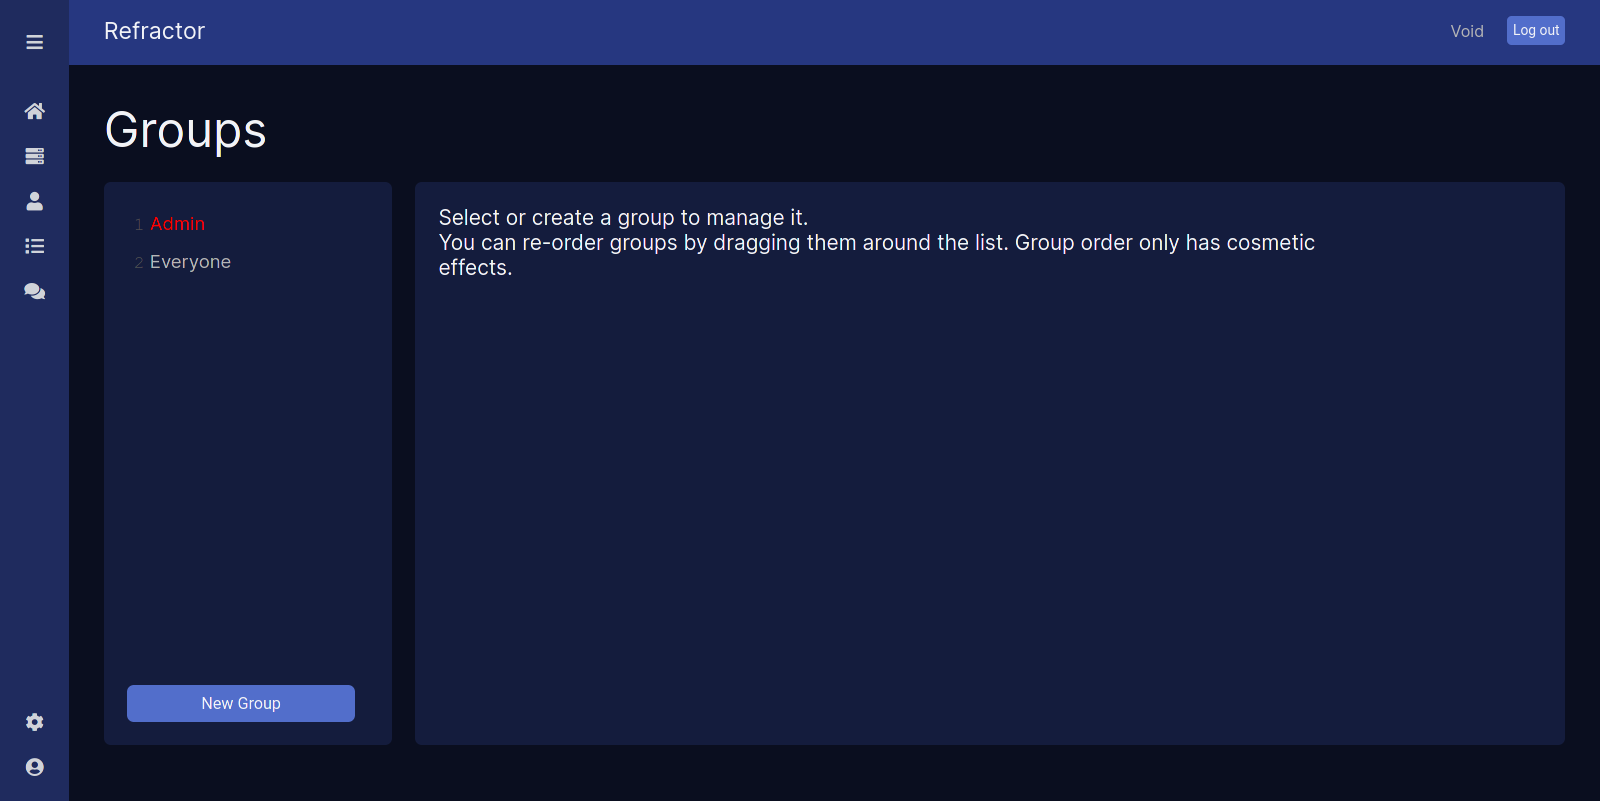 Refractor
Void
Log out
Groups
1 Admin
2 Everyone
New Group
Select or create a group to manage it.
You can re-order groups by dragging them around the list. Group order only has cosmetic
effects.